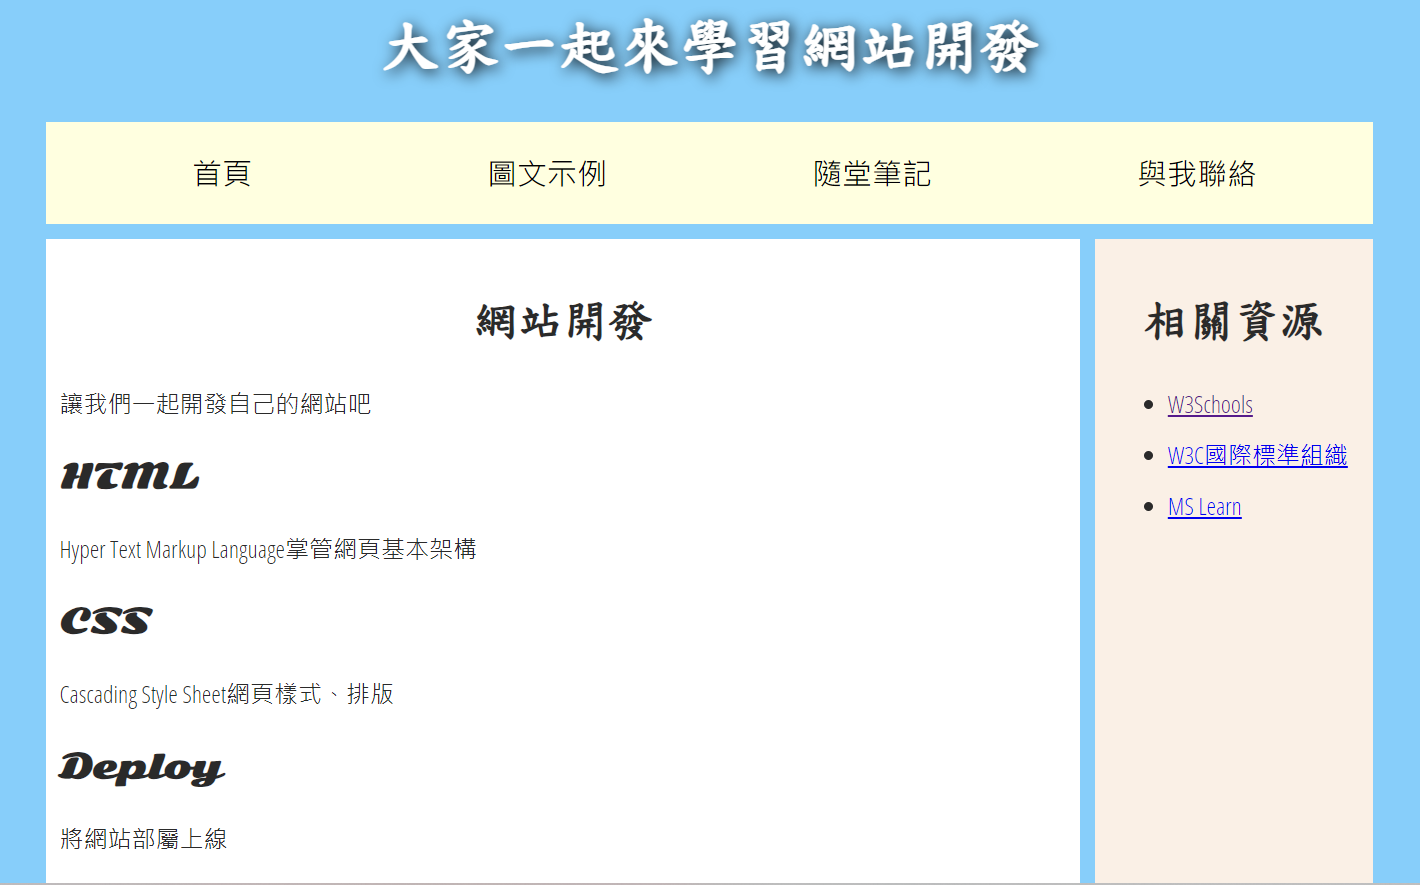 大家一起來學習網站開發
首頁 圖文示例 隨堂筆記 與我聯絡
網站開發
讓我們一起開發自己的網站吧
HTML
Hyper Text Markup Language掌管網頁基本架構
CSS
Cascading Style Sheet網頁樣式、排版
Deploy
將網站部屬上線
相關資源
W3Schools
W3C國際標準組織
MS Learn